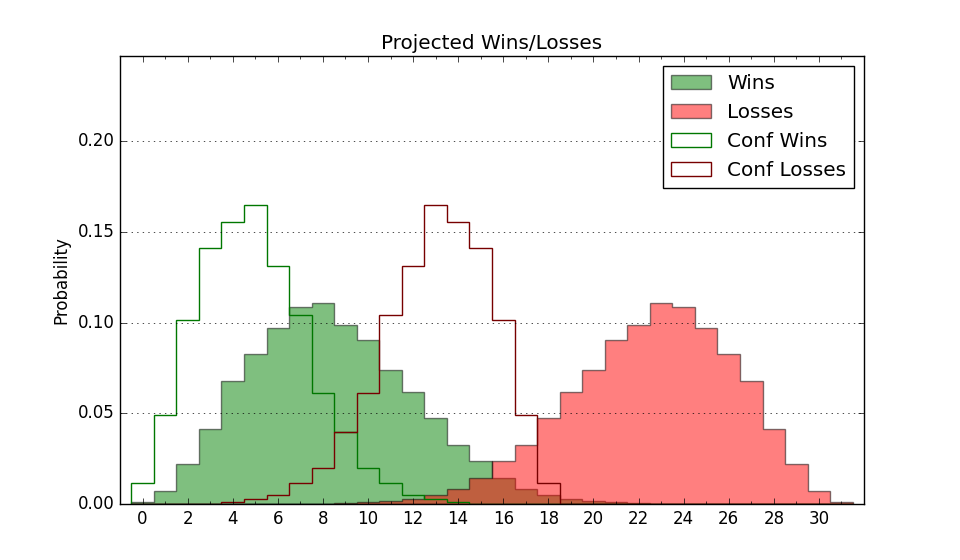 Projected Wins/Losses
Wins
Losses
Conf Wins
Conf Losses
Probability
0.20
0.15
0.10
0.05
0.00
0 2 4 6 8 10 12 14 16 18 20 22 24 26 28 30